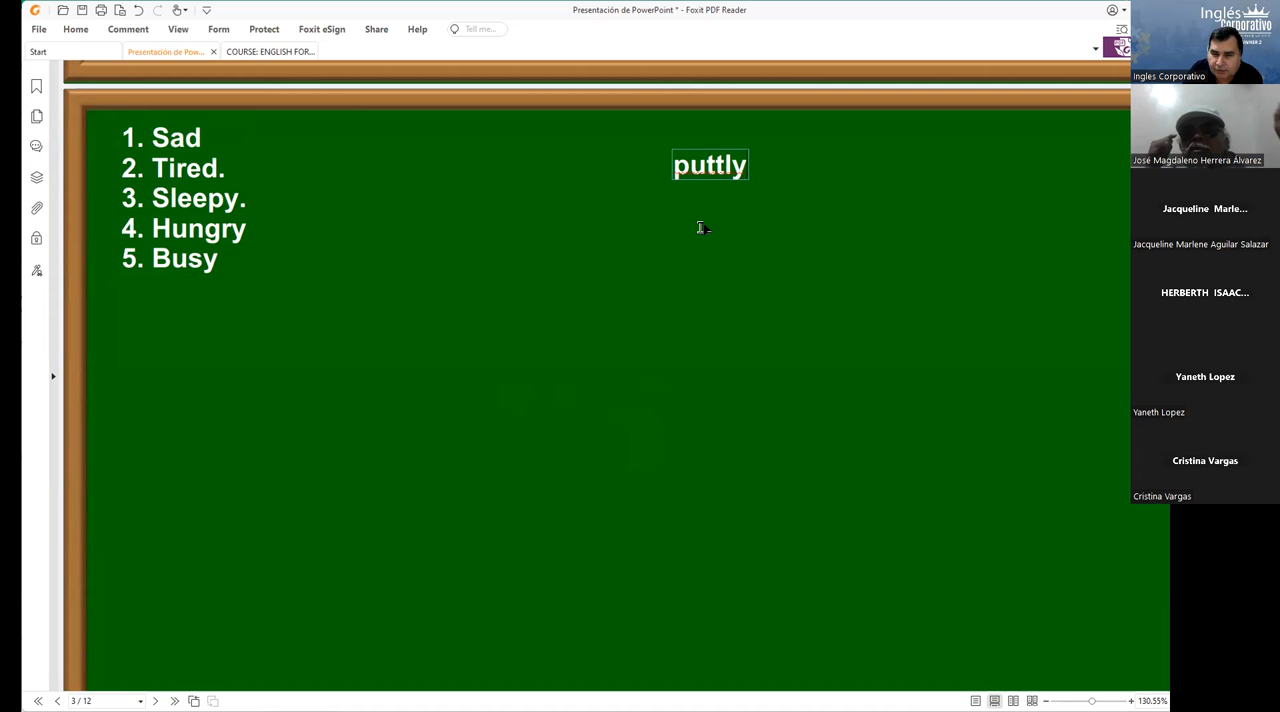 Presentación de PowerPoint * - Foxit PDF Reader
File Home Comment View Form Protect Foxit eSign Share Help Tell me...
Start Presentación de Pow... COURSE: ENGLISH FOR...
1. Sad
2. Tired.
3. Sleepy.
4. Hungry
5. Busy
puttly
Inglés
Corporativo
Ingles Corporativo
José Magdaleno Herrera Álvarez
Jacqueline Marle...
Jacqueline Marlene Aguilar Salazar
HERBERTH ISAAC...
Yaneth Lopez
Yaneth Lopez
Cristina Vargas
Cristina Vargas
3 / 12
130.55%